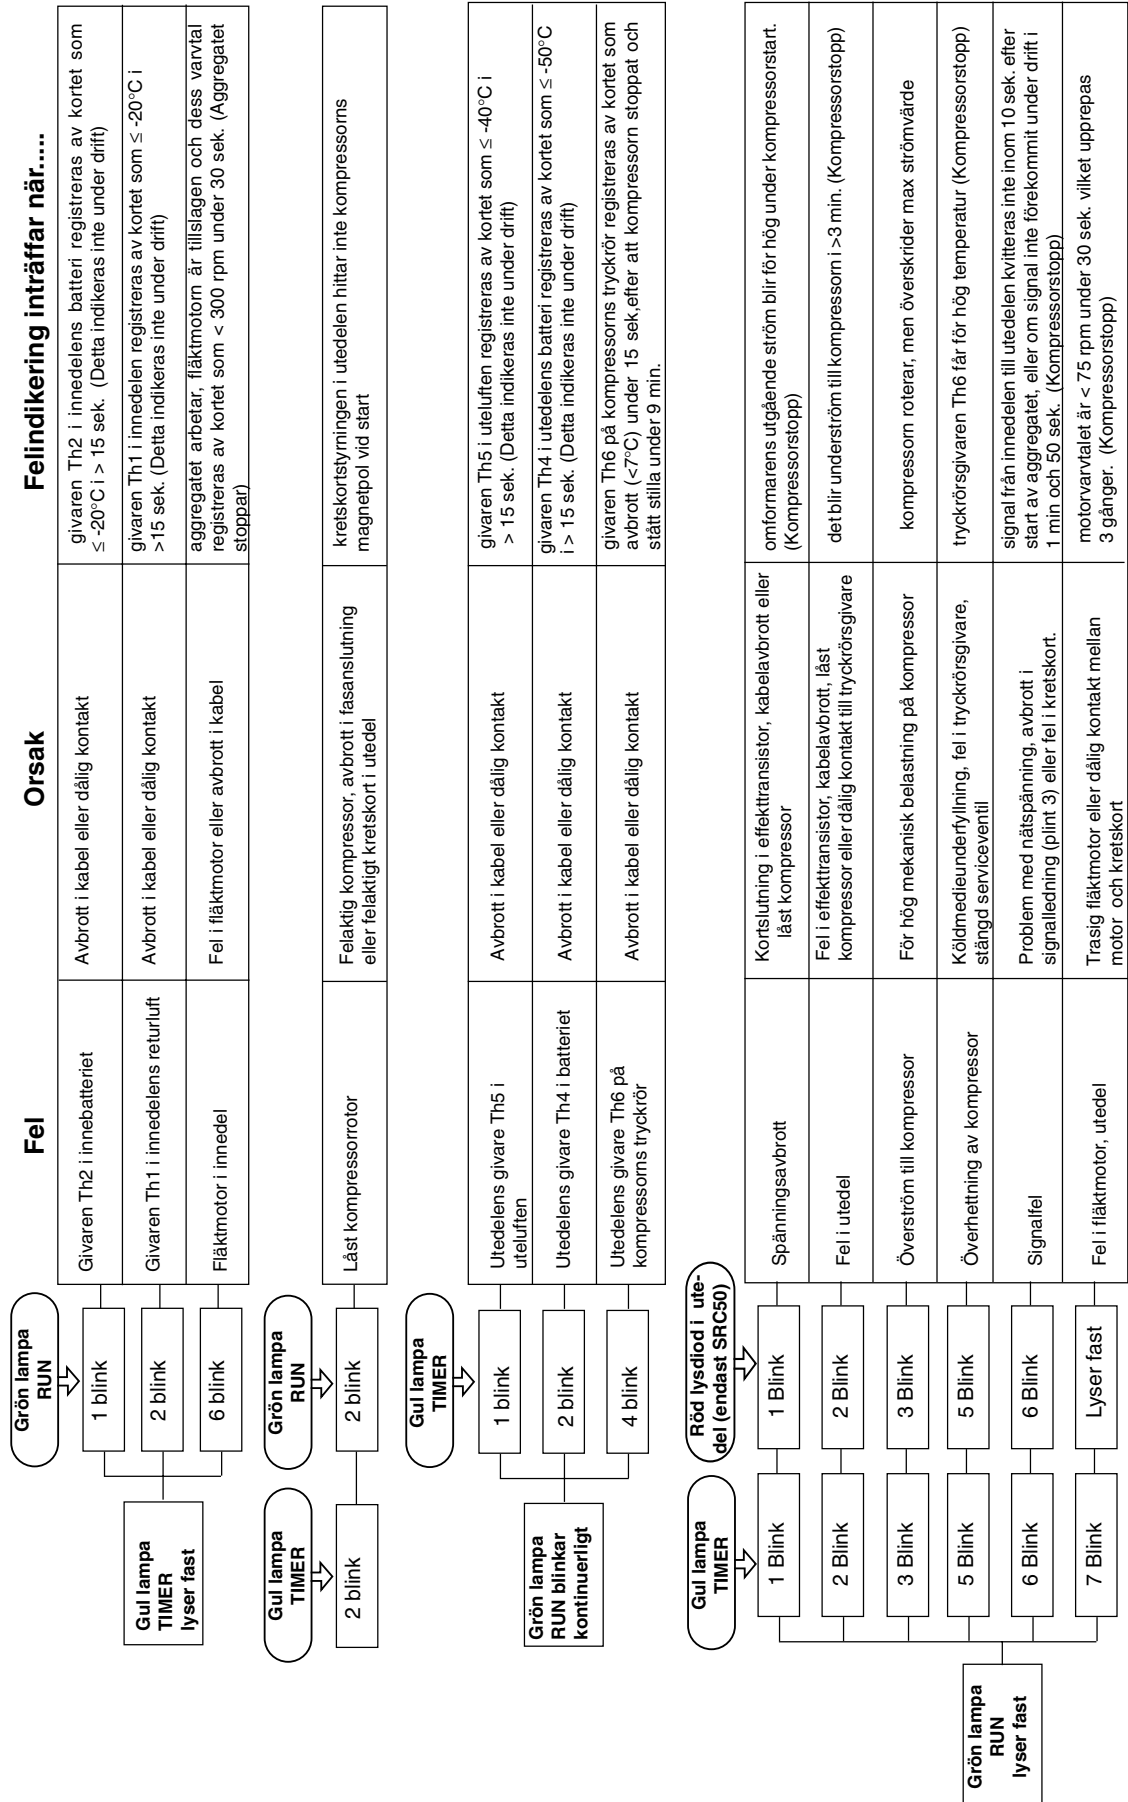 Fel
Orsak
Felindikering inträffar när.....
Grön lampa
RUN
Gul lampa
TIMER
lyser fast
1 blink
Givaren Th2 i innebatteriet
Avbrott i kabel eller dålig kontakt
givaren Th2 i innedelens batteri registreras av kortet som
≤ -20°C i > 15 sek. (Detta indikeras inte under drift)
2 blink
Givaren Th1 i innedelens returluft
Avbrott i kabel eller dålig kontakt
givaren Th1 i innedelen registreras av kortet som ≤ -20°C i
>15 sek. (Detta indikeras inte under drift)
6 blink
Fläktmotor i innedel
Fel i fläktmotor eller avbrott i kabel
aggregatet arbetar, fläktmotorn är tillslagen och dess varvtal
registreras av kortet som < 300 rpm under 30 sek. (Aggregatet
stoppar)
Gul lampa
TIMER
Grön lampa
RUN
2 blink
2 blink
Låst kompressorrotor
Felaktig kompressor, avbrott i fasanslutning
eller felaktigt kretskort i utedel
kretskortstyrningen i utedelen hittar inte kompressorns
magnetpol vid start
Gul lampa
TIMER
Grön lampa
RUN blinkar
kontinuerligt
1 blink
Utedelens givare Th5 i
uteluften
Avbrott i kabel eller dålig kontakt
givaren Th5 i uteluften registreras av kortet som ≤ -40°C i
> 15 sek. (Detta indikeras inte under drift)
2 blink
Utedelens givare Th4 i batteriet
Avbrott i kabel eller dålig kontakt
givaren Th4 i utedelens batteri registreras av kortet som ≤ -50°C
i > 15 sek. (Detta indikeras inte under drift)
4 blink
Utedelens givare Th6 på
kompressorns tryckrör
Avbrott i kabel eller dålig kontakt
givaren Th6 på kompressorns tryckrör registreras av kortet som
avbrott (<7°C) under 15 sek,efter att kompressorn stoppat och
stått stilla under 9 min.
Gul lampa
TIMER
Röd lysdiod i ute-
del (endast SRC50)
Grön lampa
RUN
lyser fast
1 Blink
1 Blink
Spänningsavbrott
Kortslutning i effekttransistor, kabelavbrott eller
låst kompressor
omformarens utgående ström blir för hög under kompressorstart.
(Kompressorstopp)
2 Blink
2 Blink
Fel i utedel
Fel i effekttransistor, kabelavbrott, låst
kompressor eller dålig kontakt till tryckrörsgivare
det blir underström till kompressorn i >3 min. (Kompressorstopp)
3 Blink
3 Blink
Överström till kompressor
För hög mekanisk belastning på kompressor
kompressorn roterar, men överskrider max strömvärde
5 Blink
5 Blink
Överhettning av kompressor
Köldmedieunderfyllning, fel i tryckrörsgivare,
stängd serviceventil
tryckrörsgivaren Th6 får för hög temperatur (Kompressorstopp)
6 Blink
6 Blink
Signalfel
Problem med nätspänning, avbrott i
signalledning (plint 3) eller fel i kretskort.
signal från innedelen till utedelen kvitteras inte inom 10 sek. efter
start av aggregatet, eller om signal inte förekommit under drift i
1 min och 50 sek. (Kompressorstopp)
7 Blink
Lyser fast
Fel i fläktmotor, utedel
Trasig fläktmotor eller dålig kontakt mellan
motor och kretskort
motorvarvtalet är < 75 rpm under 30 sek. vilket upprepas
3 gånger. (Kompressorstopp)